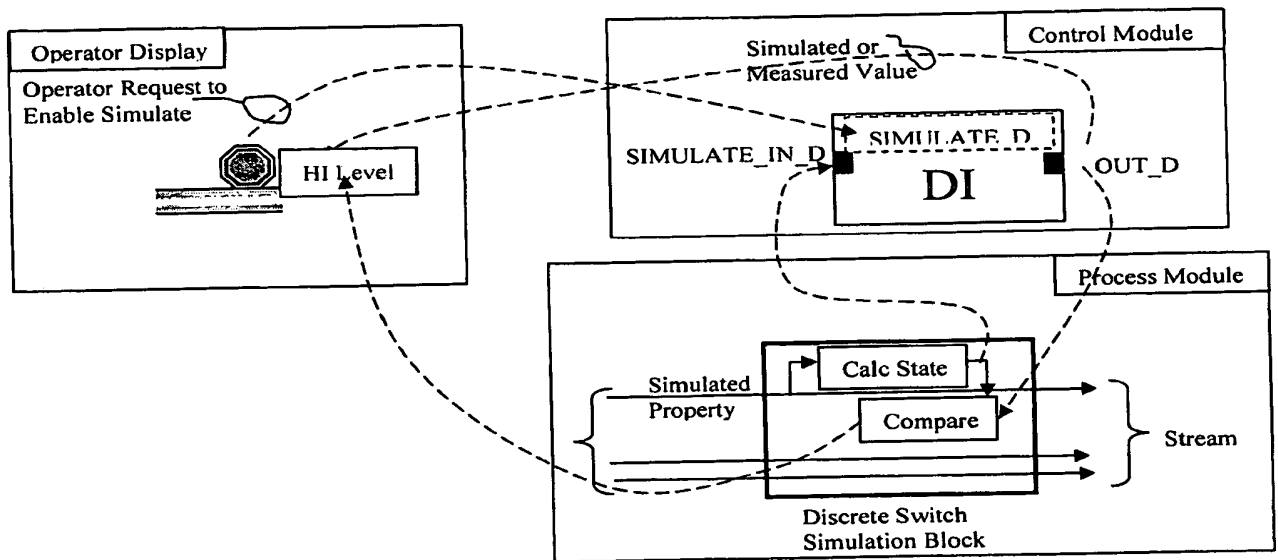 Operator Display
Operator Request to
Enable Simulate
HI Level
Control Module
Simulated or
Measured Value
SIMULATE_D
SIMULATE_IN_D
DI
OUT_D
Process Module
Calc State
Simulated
Property
Compare
Stream
Discrete Switch
Simulation Block